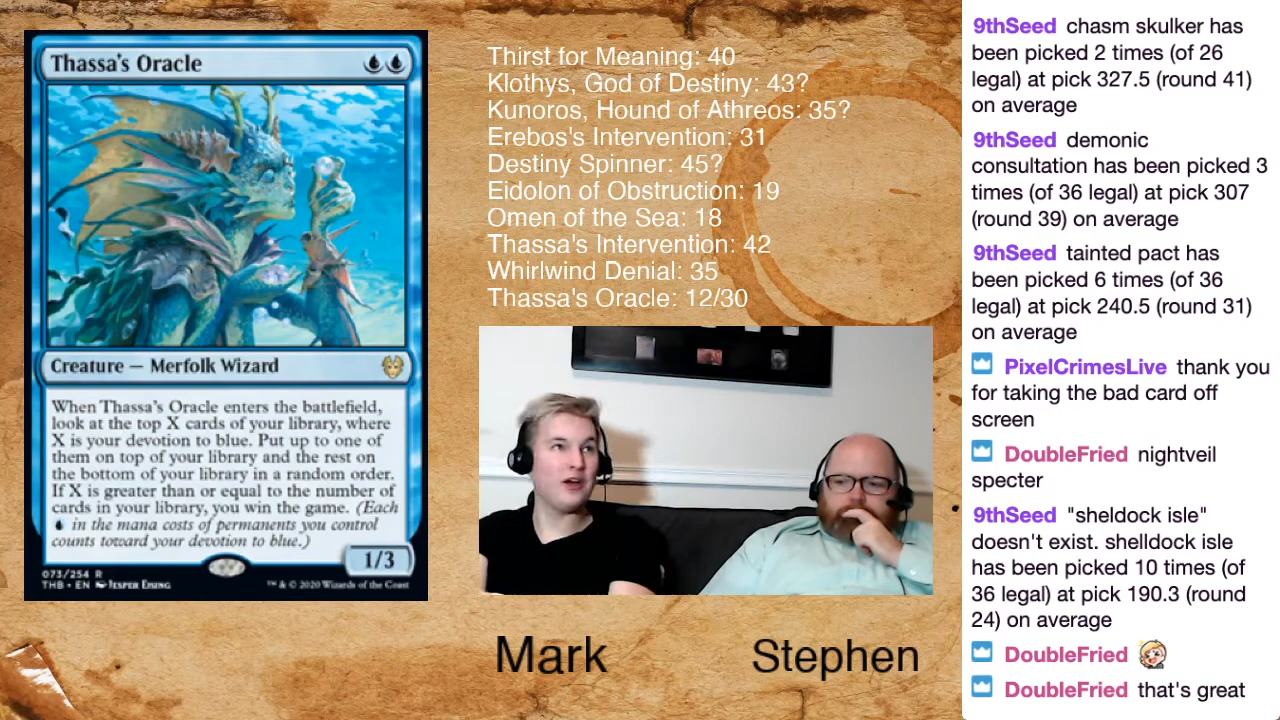 Thassa's Oracle
Creature — Merfolk Wizard
When Thassa's Oracle enters the battlefield,
look at the top X cards of your library, where
X is your devotion to blue. Put up to one of
them on top of your library and the rest on
the bottom of your library in a random order.
If X is greater than or equal to the number of
cards in your library, you win the game. (Each
in the mana costs of permanents you control
counts toward your devotion to blue.)
1/3
073/254 R
THB • EN JESPER EJSING
™ & © 2020 Wizards of the Coast
Thirst for Meaning: 40
Klothys, God of Destiny: 43?
Kunoros, Hound of Athreos: 35?
Erebos's Intervention: 31
Destiny Spinner: 45?
Eidolon of Obstruction: 19
Omen of the Sea: 18
Thassa's Intervention: 42
Whirlwind Denial: 35
Thassa's Oracle: 12/30
Mark
Stephen
9thSeed chasm skulker has
been picked 2 times (of 26
legal) at pick 327.5 (round 41)
on average
9thSeed demonic
consultation has been picked 3
times (of 36 legal) at pick 307
(round 39) on average
9thSeed tainted pact has
been picked 6 times (of 36
legal) at pick 240.5 (round 31)
on average
PixelCrimesLive thank you
for taking the bad card off
screen
DoubleFried nightveil
specter
9thSeed "sheldock isle"
doesn't exist. shelldock isle
has been picked 10 times (of
36 legal) at pick 190.3 (round
24) on average
DoubleFried
DoubleFried that's great